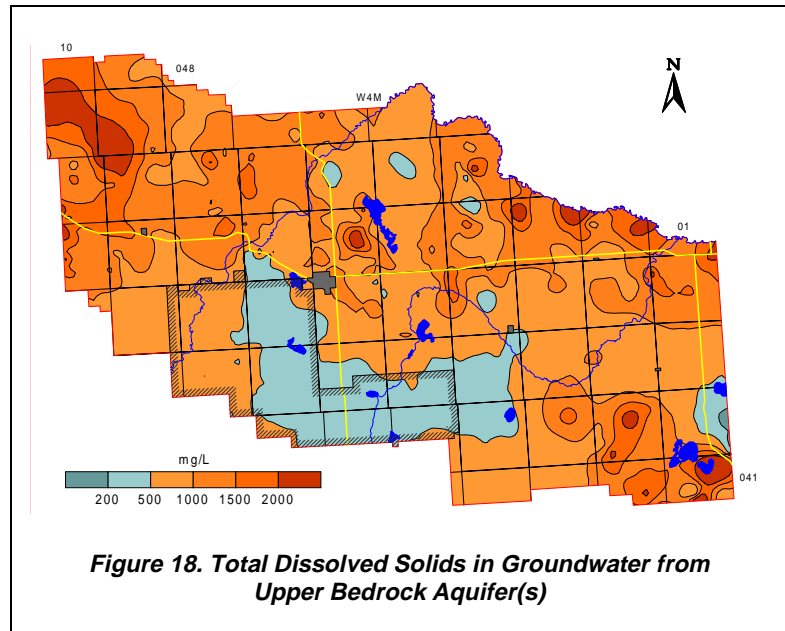 10
048
W4M
N
01
mg/L
200 500 1000 1500 2000
041
Figure 18. Total Dissolved Solids in Groundwater from
Upper Bedrock Aquifer(s)